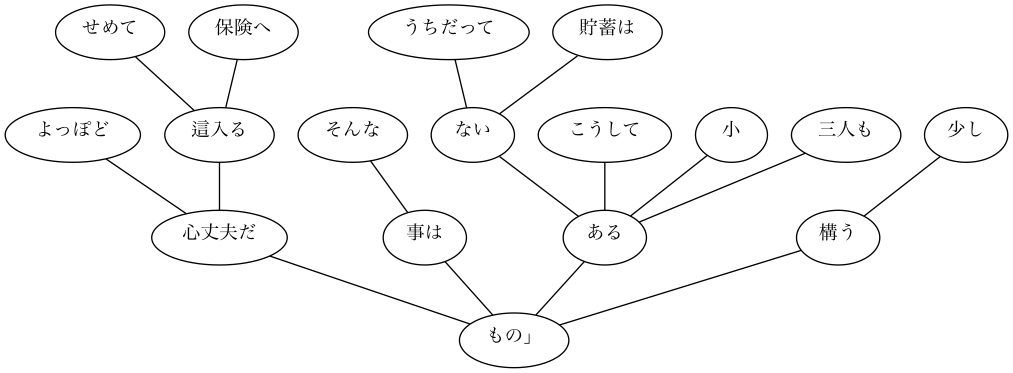 せめて
保険へ
うちだって
貯蓄は
よっぽど
這入る
そんな
ない
こうして
小
三人も
少し
心丈夫だ
事は
ある
構う
もの」